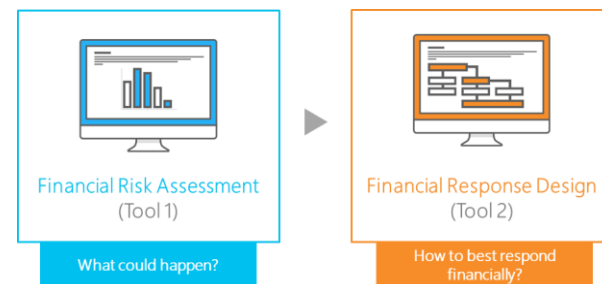 Financial Risk Assessment
(Tool 1)
What could happen?
Financial Response Design
(Tool 2)
How to best respond
financially?